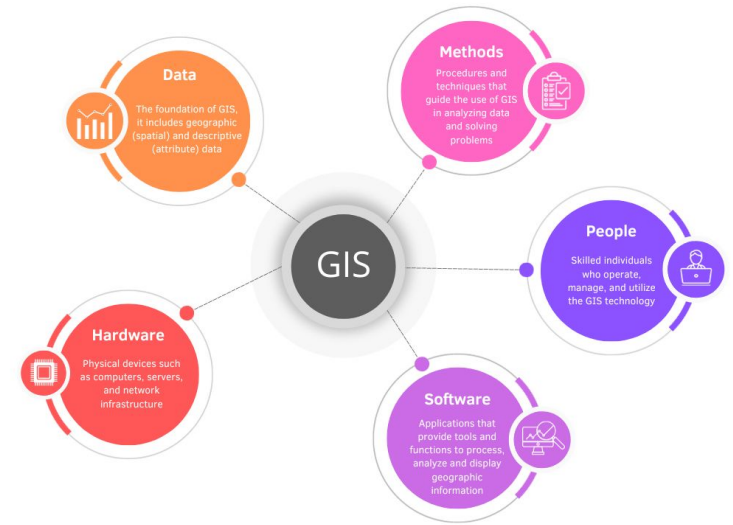 Data
The foundation of GIS,
it includes geographic
(spatial) and descriptive
(attribute) data
Methods
Procedures and
techniques that
guide the use of GIS
in analyzing data
and solving
problems
GIS
People
Skilled individuals
who operate,
manage, and utilize
the GIS technology
Hardware
Physical devices such
as computers, servers,
and network
infrastructure
Software
Applications that
provide tools and
functions to process,
analyze and display
geographic
information